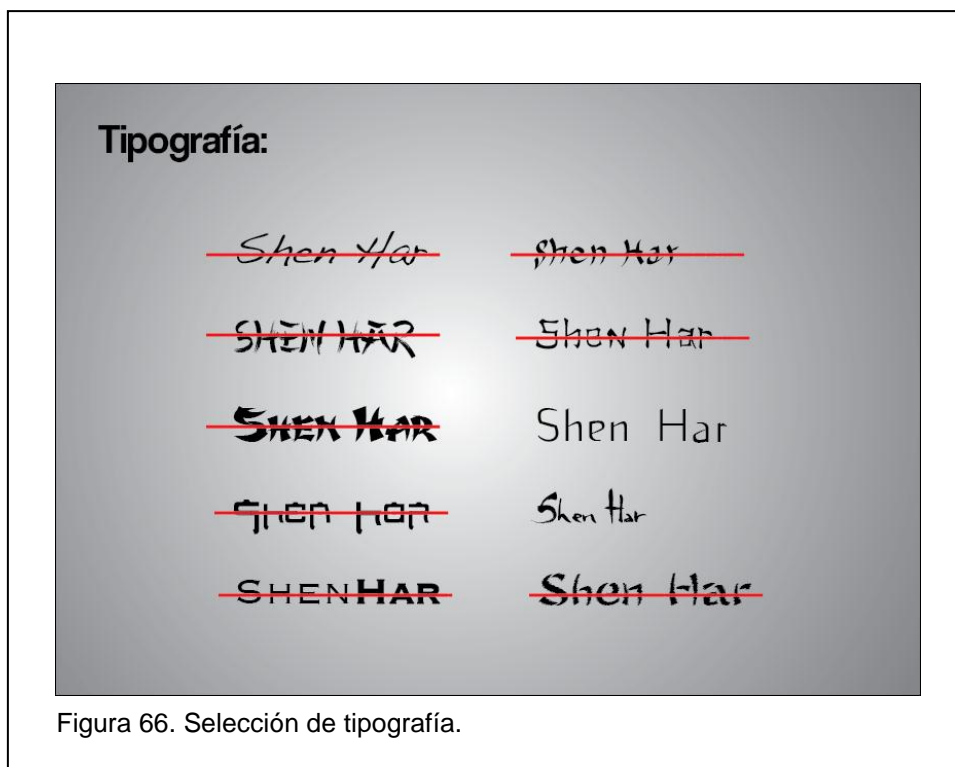 Tipografía:
Shen Har Shen Har
SHEN HAR Shen Har
SHEN HAR Shen Har
Shen Har Shen Har
SHENHAR Shen Har
Figura 66. Selección de tipografía.